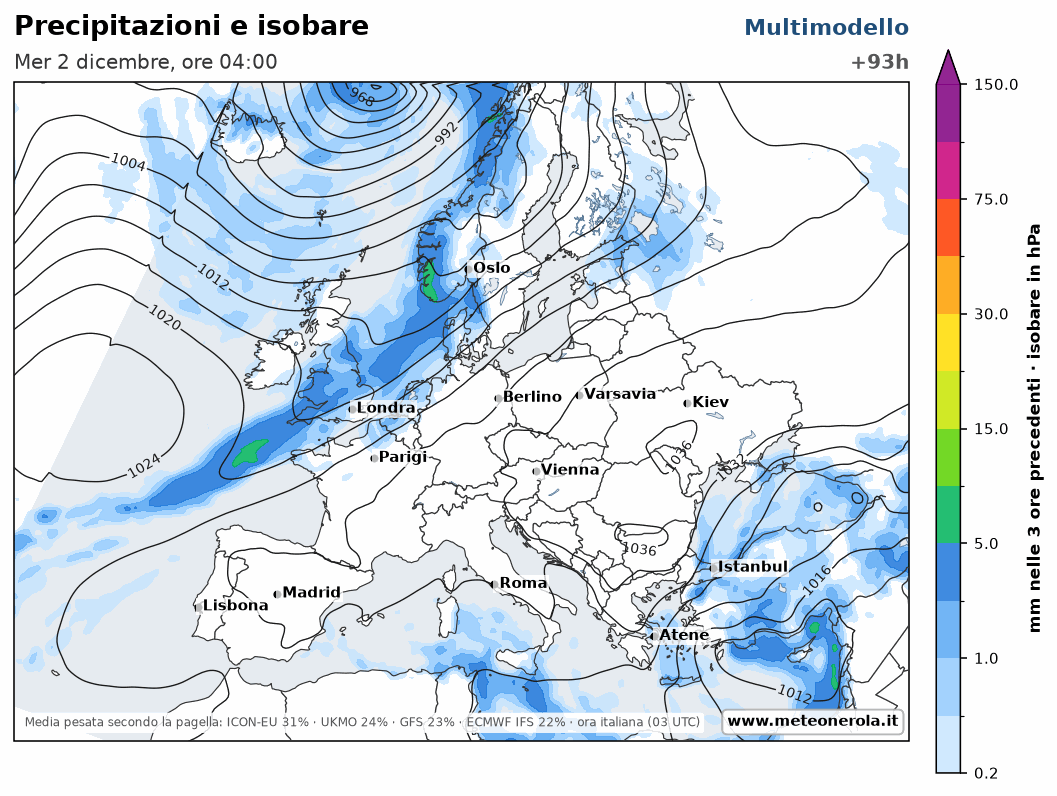 Precipitazioni e isobare
Multimodello
Mer 2 dicembre, ore 04:00
+93h
968
992
1004
1012
1020
1024
Oslo
Londra
Berlino
Varsavia
Kiev
Parigi
Vienna
1036
1036
Istanbul
1016
Roma
Madrid
Lisbona
Atene
1012
Media pesata secondo la pagella: ICON-EU 31% · UKMO 24% · GFS 23% · ECMWF IFS 22% · ora italiana (03 UTC)
www.meteonerola.it
150.0
75.0
30.0
15.0
5.0
1.0
0.2
mm nelle 3 ore precedenti · isobare in hPa